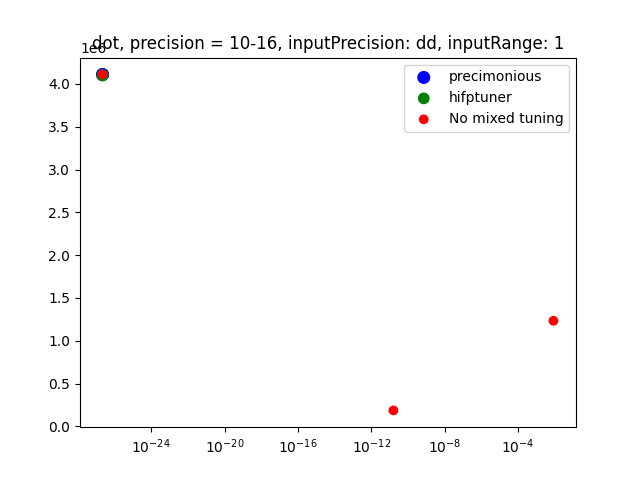 dot, precision = 10-16, inputPrecision: dd, inputRange: 1
1e6
precimonious
hifptuner
No mixed tuning
4.0
3.5
3.0
2.5
2.0
1.5
1.0
0.5
0.0
10⁻²⁴ 10⁻²⁰ 10⁻¹⁶ 10⁻¹² 10⁻⁸ 10⁻⁴